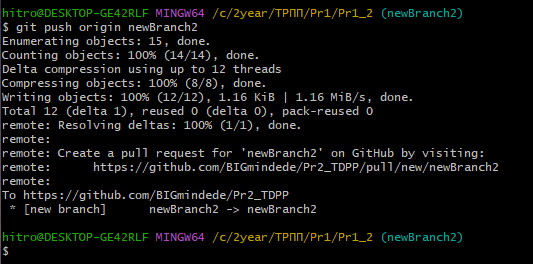 hitro@DESKTOP-GE42RLF MINGW64 /c/2year/ТРПП/Pr1/Pr1_2 (newBranch2)
$ git push origin newBranch2
Enumerating objects: 15, done.
Counting objects: 100% (14/14), done.
Delta compression using up to 12 threads
Compressing objects: 100% (8/8), done.
Writing objects: 100% (12/12), 1.16 KiB | 1.16 MiB/s, done.
Total 12 (delta 1), reused 0 (delta 0), pack-reused 0
remote: Resolving deltas: 100% (1/1), done.
remote:
remote: Create a pull request for 'newBranch2' on GitHub by visiting:
remote:      https://github.com/BIGmindede/Pr2_TDPP/pull/new/newBranch2
remote:
To https://github.com/BIGmindede/Pr2_TDPP
 * [new branch]      newBranch2 -> newBranch2
hitro@DESKTOP-GE42RLF MINGW64 /c/2year/ТРПП/Pr1/Pr1_2 (newBranch2)
$